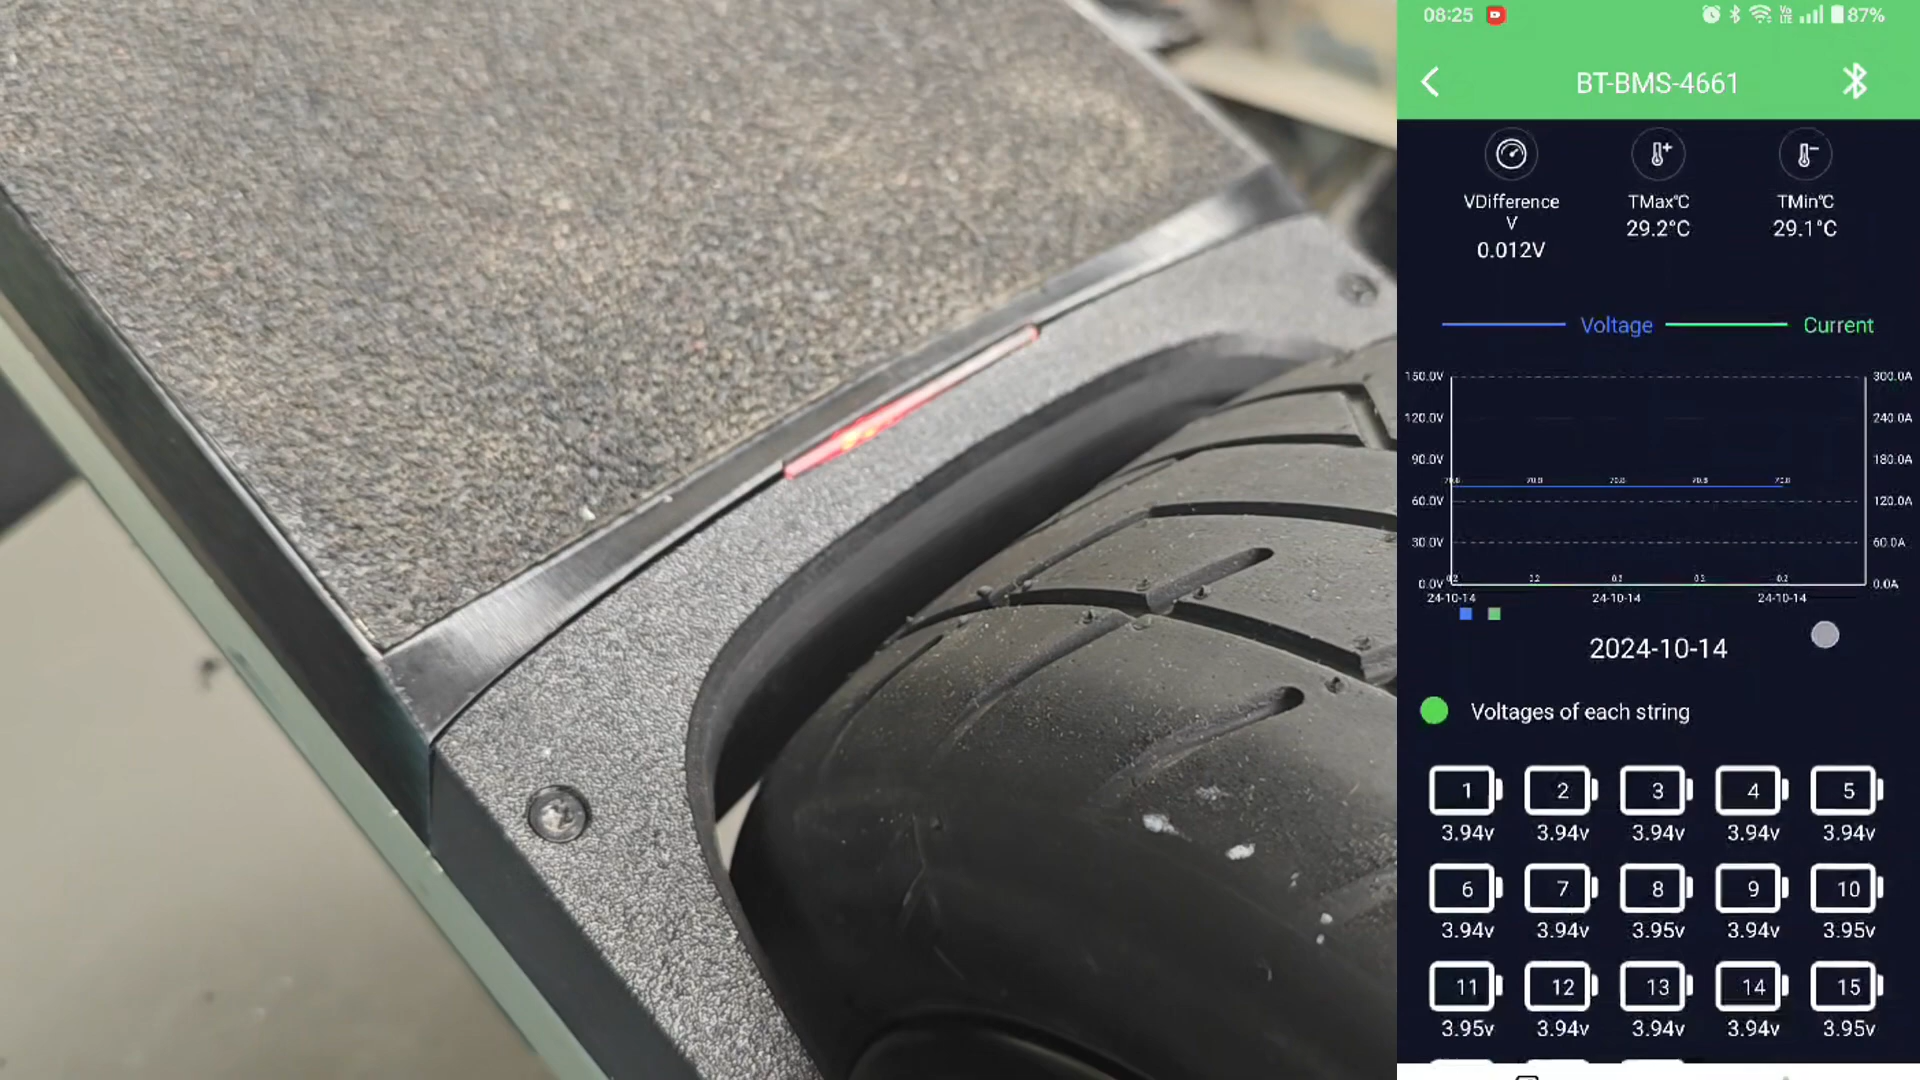 08:25
87%
BT-BMS-4661
VDifference
V
0.012V
TMax℃
29.2°C
TMin℃
29.1°C
Voltage Current
150.0V 300.0A
120.0V 240.0A
90.0V 180.0A
60.0V 120.0A
30.0V 60.0A
0.0V 0.0A
24-10-14 24-10-14 24-10-14
2024-10-14
Voltages of each string
1 2 3 4 5
3.94v 3.94v 3.94v 3.94v 3.94v
6 7 8 9 10
3.94v 3.94v 3.95v 3.94v 3.95v
11 12 13 14 15
3.95v 3.94v 3.94v 3.94v 3.95v